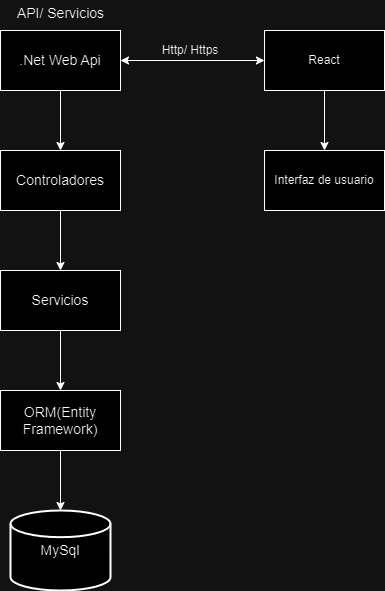 API/ Servicios
.Net Web Api
Http/ Https
React
Controladores
Interfaz de usuario
Servicios
ORM(Entity
Framework)
MySql